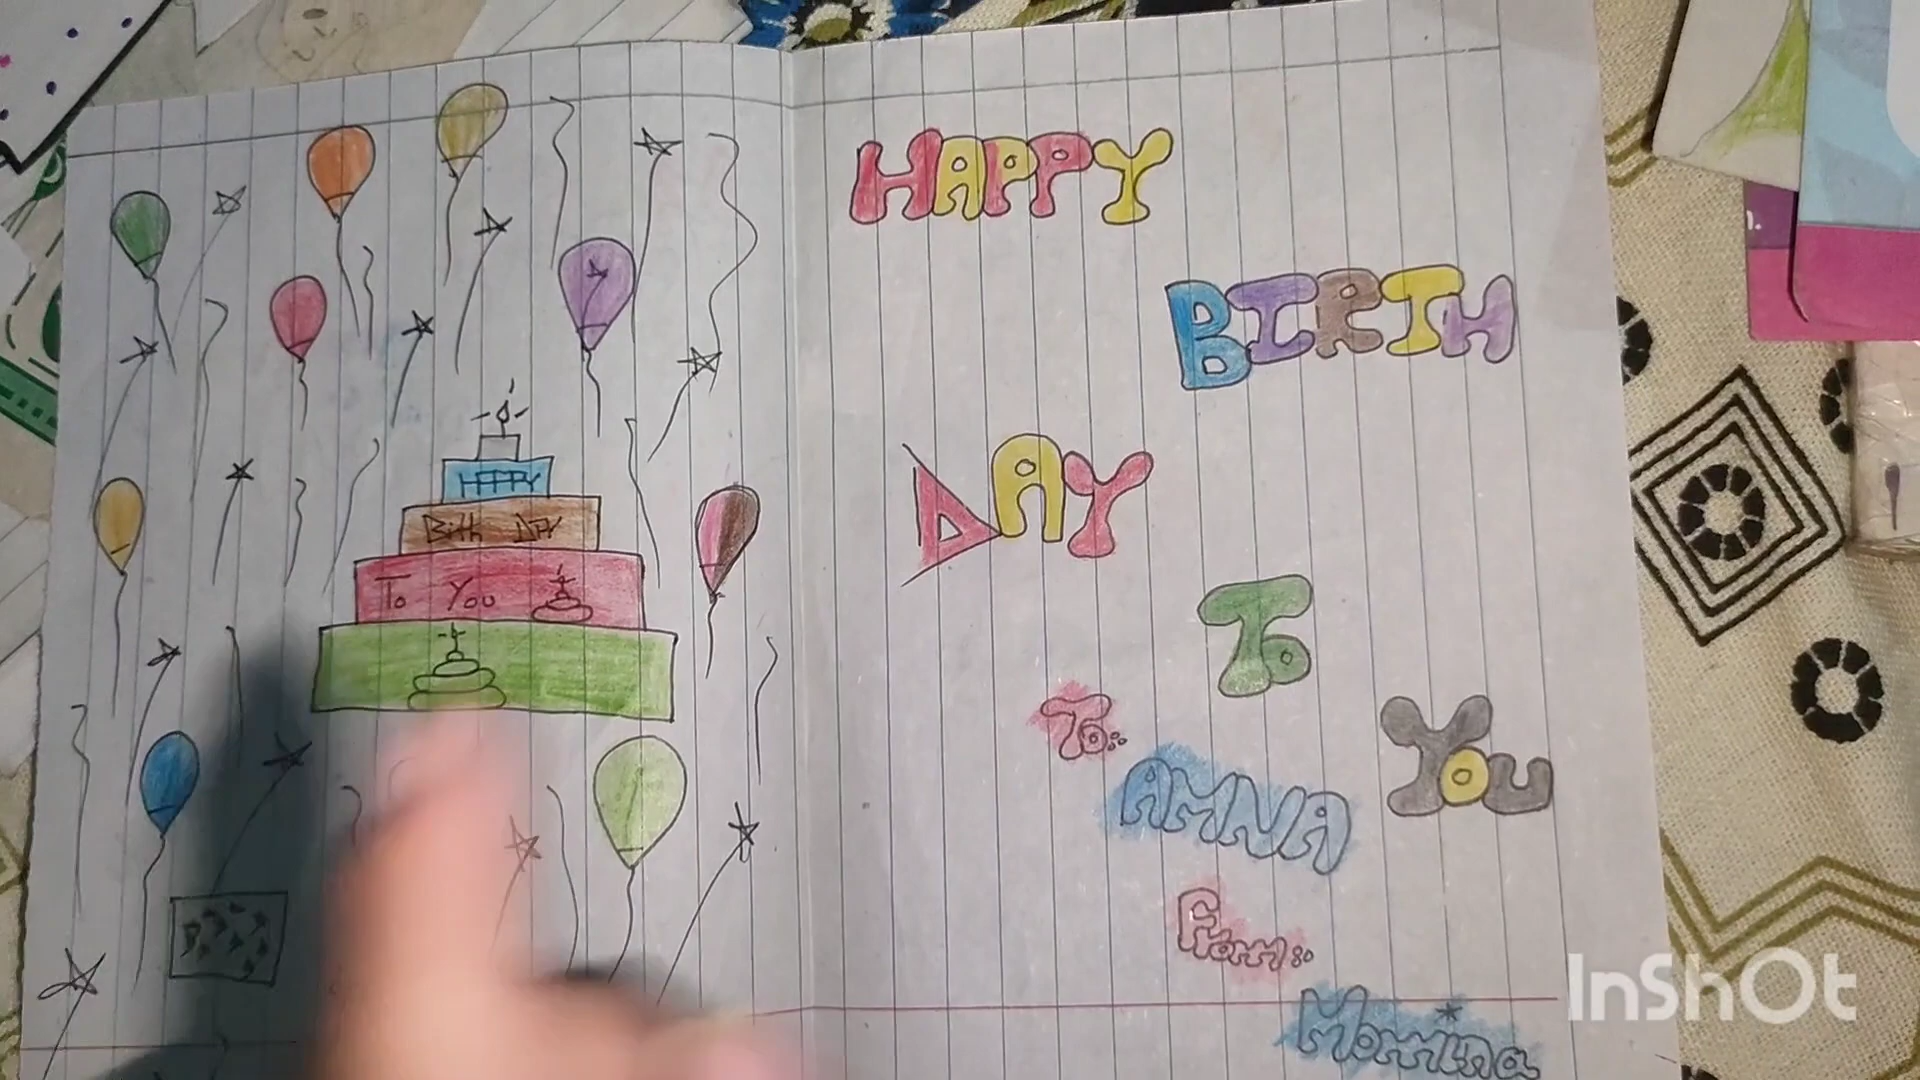 HAPPY
Bith DAY
To You
HAPPY
BIRTH
DAY
To
You
To:
AMNA
From:
Momina
InShOt